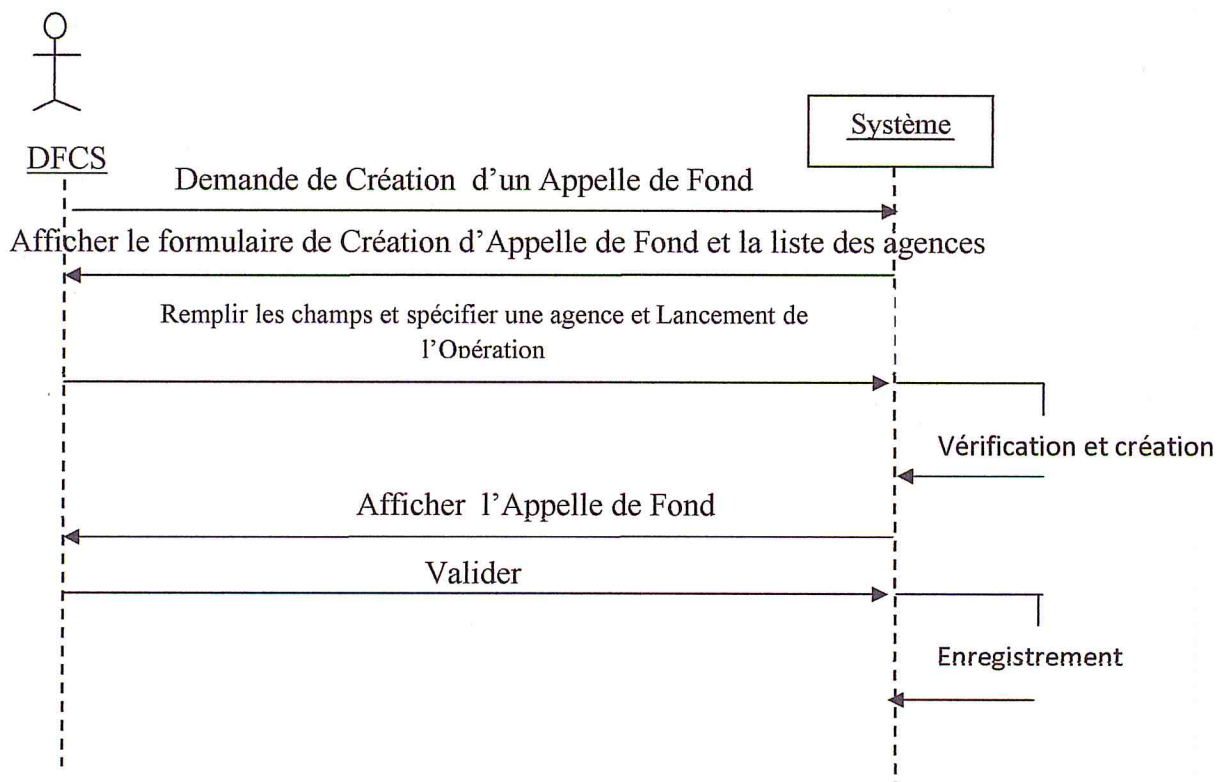 Système
DFCS
Demande de Création d'un Appelle de Fond
Afficher le formulaire de Création d'Appelle de Fond et la liste des agences
Remplir les champs et spécifier une agence et Lancement de
l'Opération
Vérification et création
Afficher l'Appelle de Fond
Valider
Enregistrement